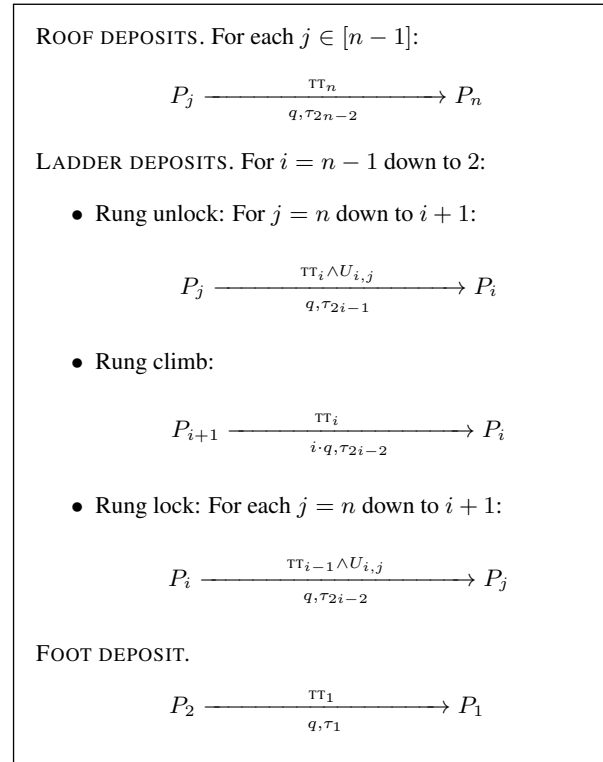 ROOF DEPOSITS. For each j ∈ [n − 1]:
TT_n
P_j ⟶ P_n
q,τ_{2n−2}
LADDER DEPOSITS. For i = n − 1 down to 2:
• Rung unlock: For j = n down to i + 1:
TT_i ∧ U_{i,j}
P_j ⟶ P_i
q,τ_{2i−1}
• Rung climb:
TT_i
P_{i+1} ⟶ P_i
i·q,τ_{2i−2}
• Rung lock: For each j = n down to i + 1:
TT_{i−1} ∧ U_{i,j}
P_i ⟶ P_j
q,τ_{2i−2}
FOOT DEPOSIT.
TT_1
P_2 ⟶ P_1
q,τ_1